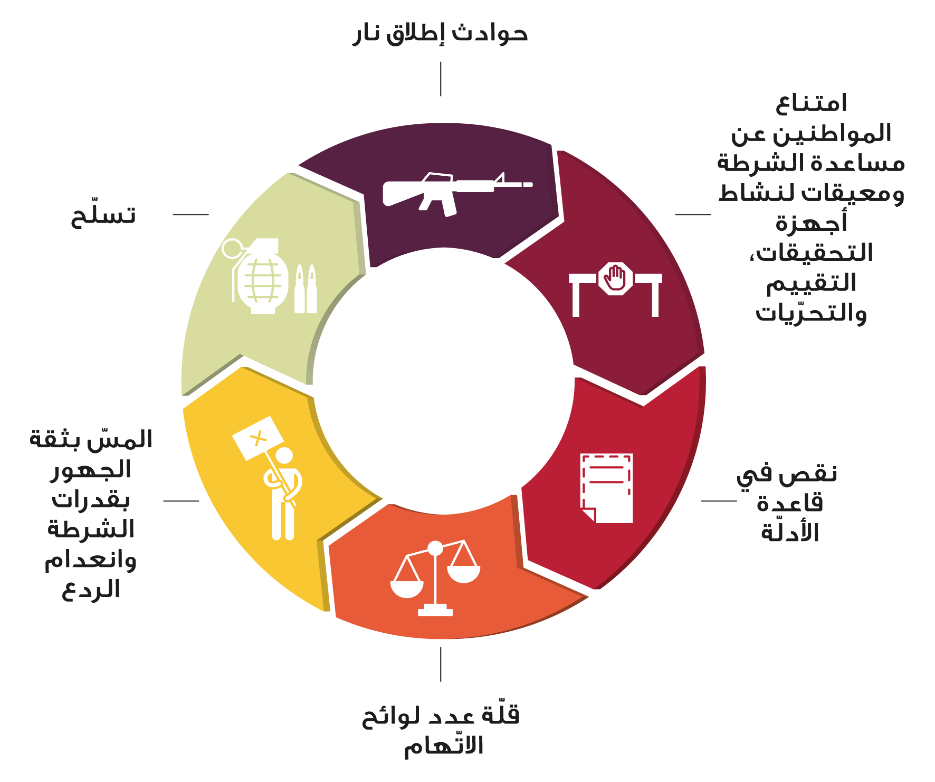 حوادث إطلاق نار
امتناع
المواطنين عن
مساعدة الشرطة
ومعيقات لنشاط
أجهزة
التحقيقات،
التقييم
والتحرّيات
نقص في
قاعدة
الأدلّة
قلّة عدد لوائح
الاتّهام
المسّ بثقة
الجهور
بقدرات
الشرطة
وانعدام
الردع
تسلّح